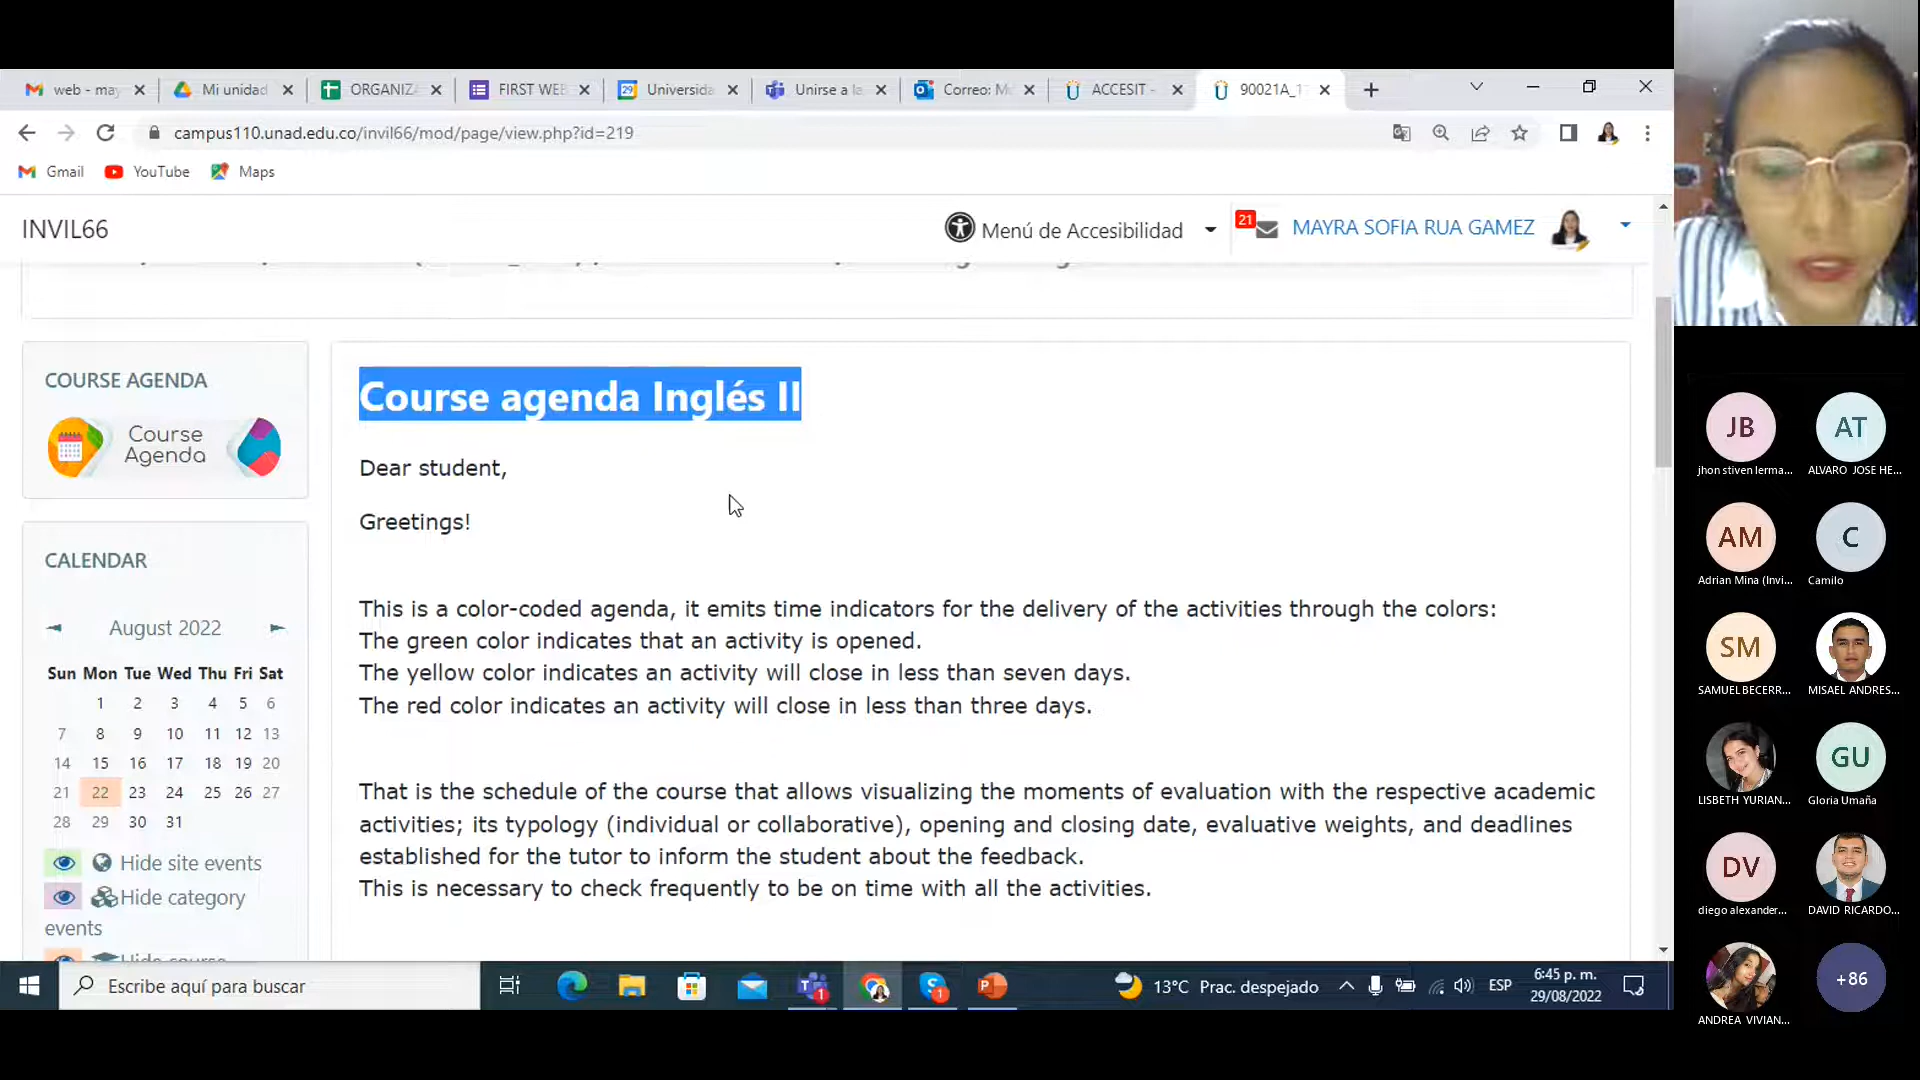 web - may
Mi unidad
ORGANIZ
FIRST WEB
Universida
Unirse a la
Correo: M
ACCESIT -
90021A_1
campus110.unad.edu.co/invil66/mod/page/view.php?id=219
Gmail
YouTube
Maps
INVIL66
Menú de Accesibilidad
21
MAYRA SOFIA RUA GAMEZ
COURSE AGENDA
Course
Agenda
CALENDAR
August 2022
Sun Mon Tue Wed Thu Fri Sat
1 2 3 4 5 6
7 8 9 10 11 12 13
14 15 16 17 18 19 20
21 22 23 24 25 26 27
28 29 30 31
Hide site events
Hide category
events
Hide course
Course agenda Inglés II
Dear student,
Greetings!
This is a color-coded agenda, it emits time indicators for the delivery of the activities through the colors:
The green color indicates that an activity is opened.
The yellow color indicates an activity will close in less than seven days.
The red color indicates an activity will close in less than three days.
That is the schedule of the course that allows visualizing the moments of evaluation with the respective academic
activities; its typology (individual or collaborative), opening and closing date, evaluative weights, and deadlines
established for the tutor to inform the student about the feedback.
This is necessary to check frequently to be on time with all the activities.
Escribe aquí para buscar
1
1
13°C Prac. despejado
ESP
6:45 p. m.
29/08/2022
JB
jhon stiven lerma...
AT
ALVARO JOSE HE...
AM
Adrian Mina (Invi...
C
Camilo
SM
SAMUEL BECERR...
MISAEL ANDRES...
LISBETH YURIAN...
GU
Gloria Umaña
DV
diego alexander...
DAVID RICARDO...
ANDREA VIVIAN...
+86